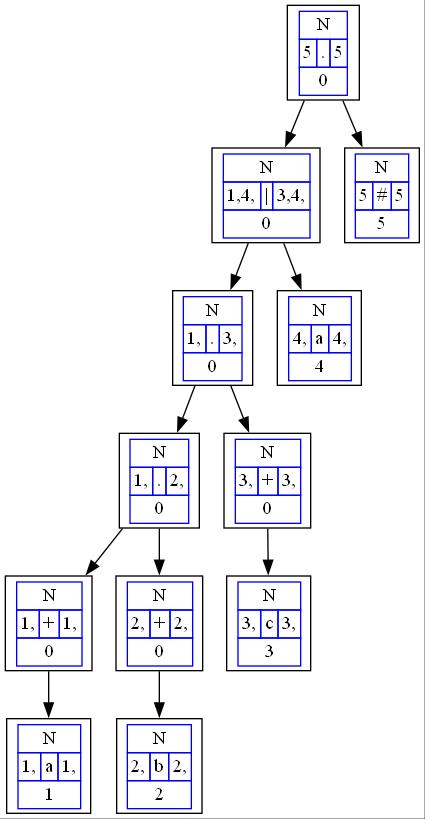 N
5 . 5
0
N
1,4, | 3,4,
0
N
5 # 5
5
N
1, . 3,
0
N
4, a 4,
4
N
1, . 2,
0
N
3, + 3,
0
N
1, + 1,
0
N
2, + 2,
0
N
3, c 3,
3
N
1, a 1,
1
N
2, b 2,
2